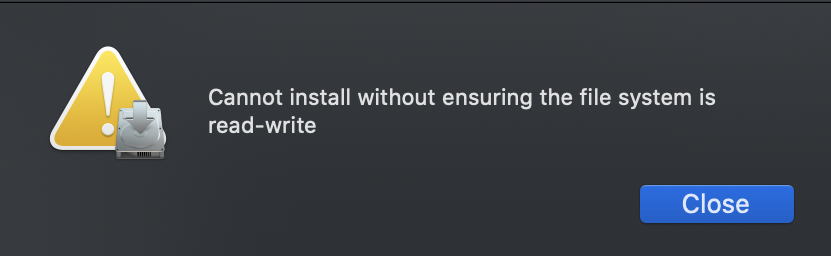 Cannot install without ensuring the file system is
read-write
Close